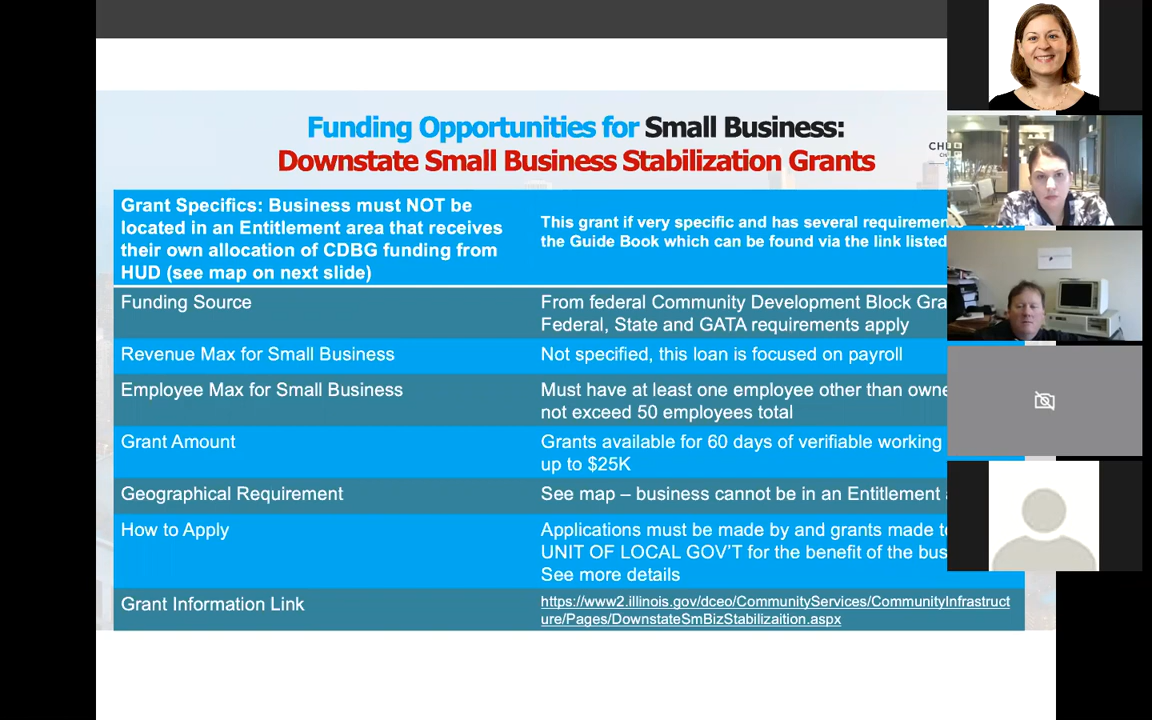 Funding Opportunities for Small Business:
Downstate Small Business Stabilization Grants
CHU
Grant Specifics: Business must NOT be
located in an Entitlement area that receives
their own allocation of CDBG funding from
HUD (see map on next slide)
This grant if very specific and has several
the Guide Book which can be found via the link listed
Funding Source
From federal Community Development Block
Federal, State and GATA requirements apply
Revenue Max for Small Business
Not specified, this loan is focused on payroll
Employee Max for Small Business
Must have at least one employee other than
not exceed 50 employees total
Grant Amount
Grants available for 60 days of verifiable working
up to $25K
Geographical Requirement
See map – business cannot be in an Entitlement
How to Apply
Applications must be made by and grants made
UNIT OF LOCAL GOV'T for the benefit of the
See more details
Grant Information Link
https://www2.illinois.gov/dceo/CommunityServices/CommunityInfrastruct
ure/Pages/DownstateSmBizStabilizaition.aspx